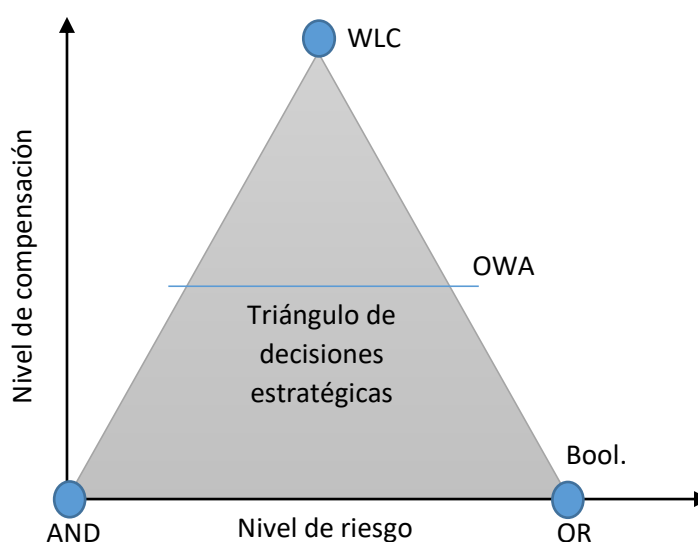 WLC
Nivel de compensación
OWA
Triángulo de
decisiones
estratégicas
Bool.
AND
Nivel de riesgo
OR